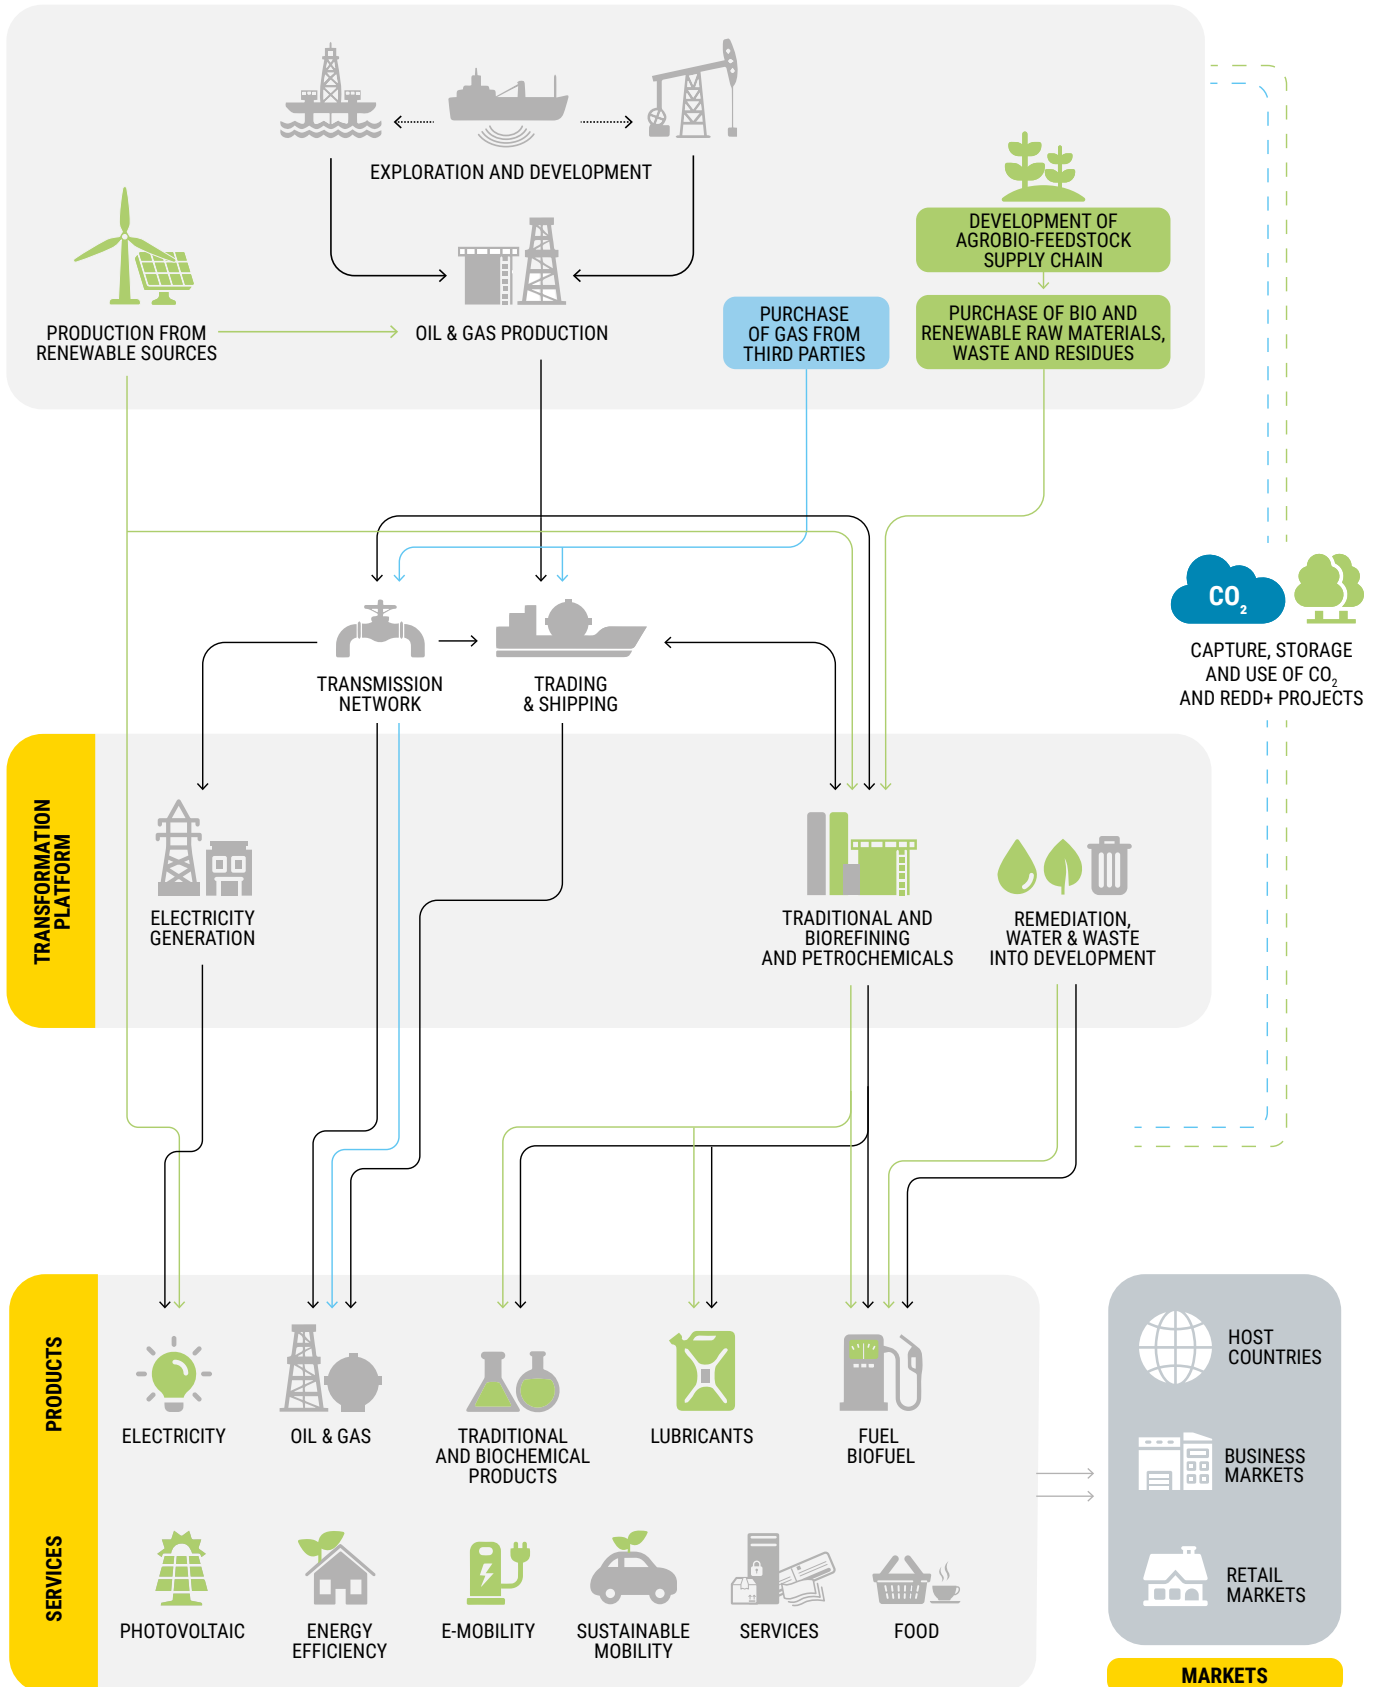 EXPLORATION AND DEVELOPMENT
DEVELOPMENT OF
AGROBIO-FEEDSTOCK
SUPPLY CHAIN
PRODUCTION FROM
RENEWABLE SOURCES
OIL & GAS PRODUCTION
PURCHASE
OF GAS FROM
THIRD PARTIES
PURCHASE OF BIO AND
RENEWABLE RAW MATERIALS,
WASTE AND RESIDUES
CO2
CAPTURE, STORAGE
AND USE OF CO2
AND REDD+ PROJECTS
TRANSMISSION
NETWORK
TRADING
& SHIPPING
TRANSFORMATION
PLATFORM
ELECTRICITY
GENERATION
TRADITIONAL AND
BIOREFINING
AND PETROCHEMICALS
REMEDIATION,
WATER & WASTE
INTO DEVELOPMENT
PRODUCTS
ELECTRICITY
OIL & GAS
TRADITIONAL
AND BIOCHEMICAL
PRODUCTS
LUBRICANTS
FUEL
BIOFUEL
SERVICES
PHOTOVOLTAIC
ENERGY
EFFICIENCY
E-MOBILITY
SUSTAINABLE
MOBILITY
SERVICES
FOOD
HOST
COUNTRIES
BUSINESS
MARKETS
RETAIL
MARKETS
MARKETS